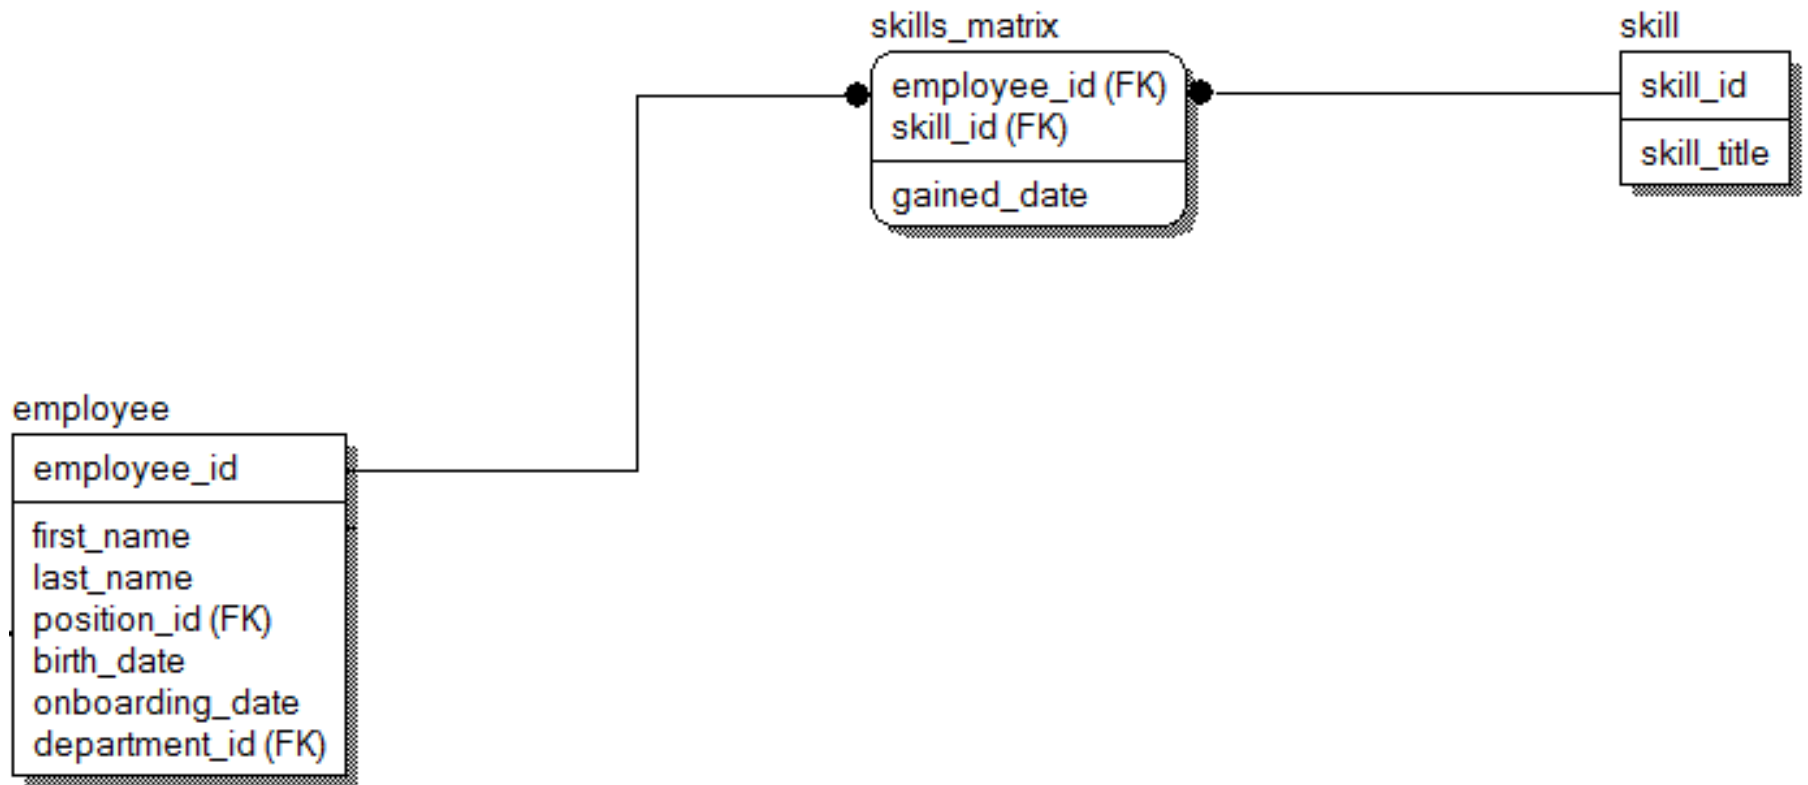 skills_matrix
employee_id (FK)
skill_id (FK)
gained_date
skill
skill_id
skill_title
employee
employee_id
first_name
last_name
position_id (FK)
birth_date
onboarding_date
department_id (FK)